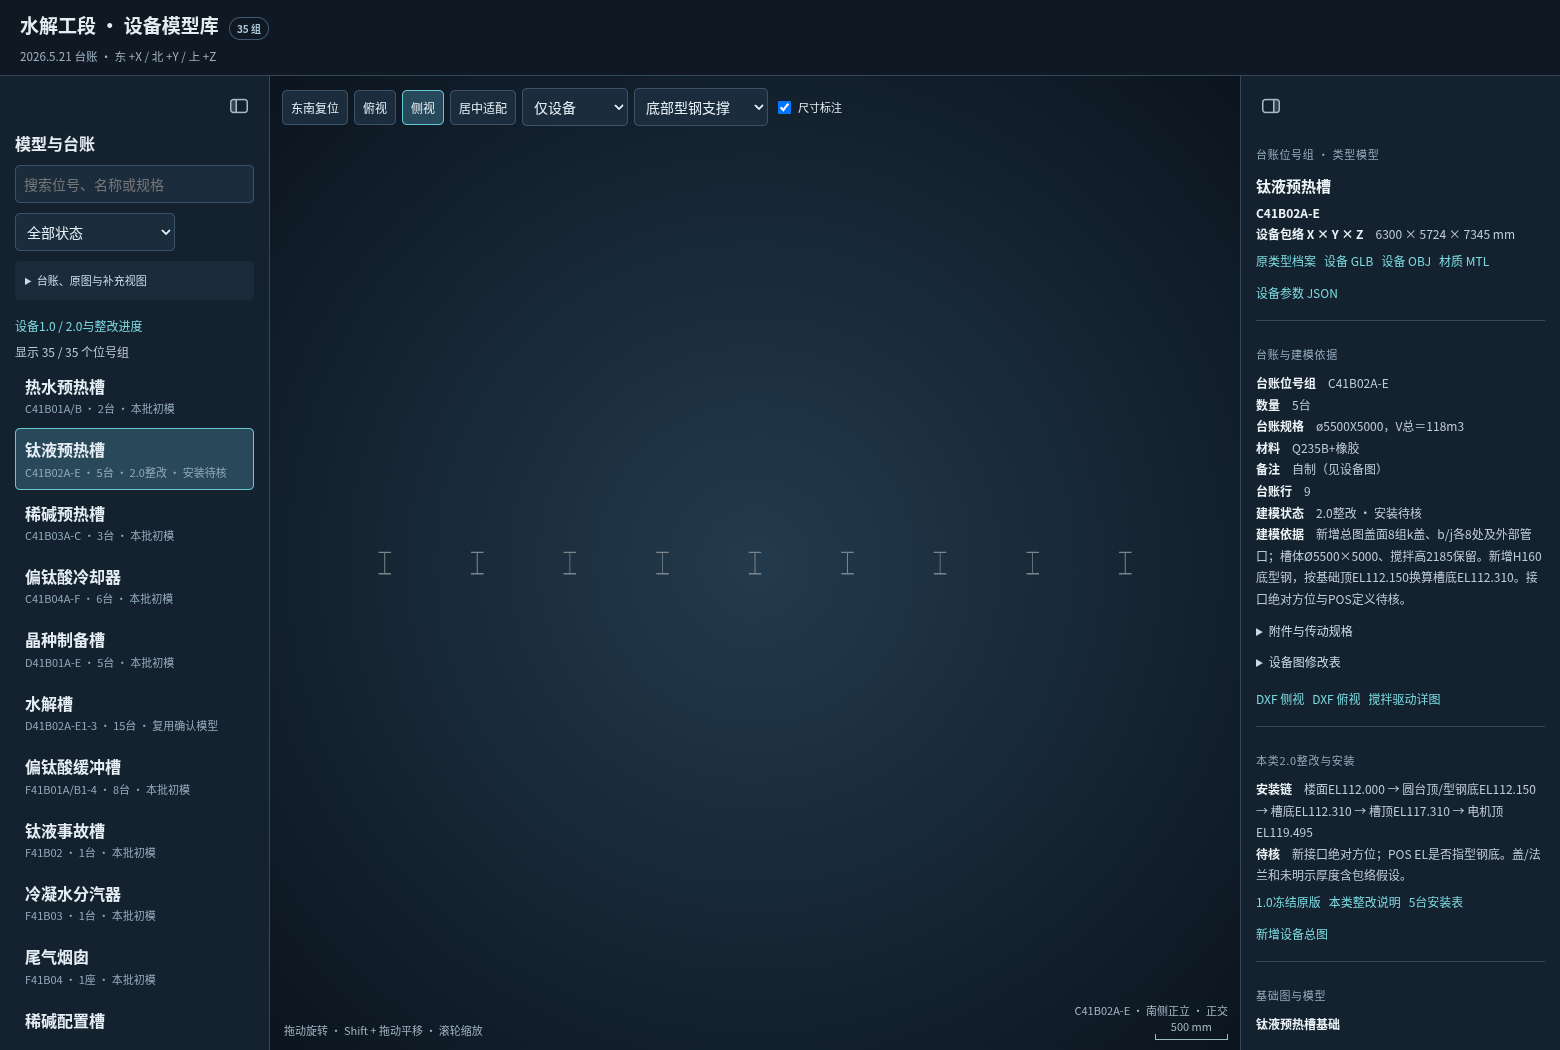 水解工段 · 设备模型库 35 组
2026.5.21 台账 · 东 +X / 北 +Y / 上 +Z
模型与台账
搜索位号、名称或规格
全部状态
▶ 台账、原图与补充视图
设备1.0 / 2.0与整改进度
显示 35 / 35 个位号组
热水预热槽
C41B01A/B · 2台 · 本批初模
钛液预热槽
C41B02A-E · 5台 · 2.0整改 · 安装待核
稀碱预热槽
C41B03A-C · 3台 · 本批初模
偏钛酸冷却器
C41B04A-F · 6台 · 本批初模
晶种制备槽
D41B01A-E · 5台 · 本批初模
水解槽
D41B02A-E1-3 · 15台 · 复用确认模型
偏钛酸缓冲槽
F41B01A/B1-4 · 8台 · 本批初模
钛液事故槽
F41B02 · 1台 · 本批初模
冷凝水分汽器
F41B03 · 1台 · 本批初模
尾气烟囱
F41B04 · 1座 · 本批初模
稀碱配置槽
东南复位 俯视 侧视 居中适配 仅设备 底部型钢支撑 尺寸标注
C41B02A-E · 南侧正立 · 正交
500 mm
拖动旋转 · Shift + 拖动平移 · 滚轮缩放
台账位号组 · 类型模型
钛液预热槽
C41B02A-E
设备包络 X × Y × Z 6300 × 5724 × 7345 mm
原类型档案 设备 GLB 设备 OBJ 材质 MTL
设备参数 JSON
台账与建模依据
台账位号组 C41B02A-E
数量 5台
台账规格 ø5500X5000，V总＝118m3
材料 Q235B+橡胶
备注 自制（见设备图）
台账行 9
建模状态 2.0整改 · 安装待核
建模依据 新增总图盖面8组k盖、b/j各8处及外部管
口；槽体Ø5500×5000、搅拌高2185保留。新增H160
底型钢，按基础顶EL112.150换算槽底EL112.310。接
口绝对方位与POS定义待核。
▶ 附件与传动规格
▶ 设备图修改表
DXF 侧视 DXF 俯视 搅拌驱动详图
本类2.0整改与安装
安装链 楼面EL112.000 → 圆台顶/型钢底EL112.150
→ 槽底EL112.310 → 槽顶EL117.310 → 电机顶
EL119.495
待核 新接口绝对方位；POS EL是否指型钢底。盖/法
兰和未明示厚度含包络假设。
1.0冻结原版 本类整改说明 5台安装表
新增设备总图
基础图与模型
钛液预热槽基础